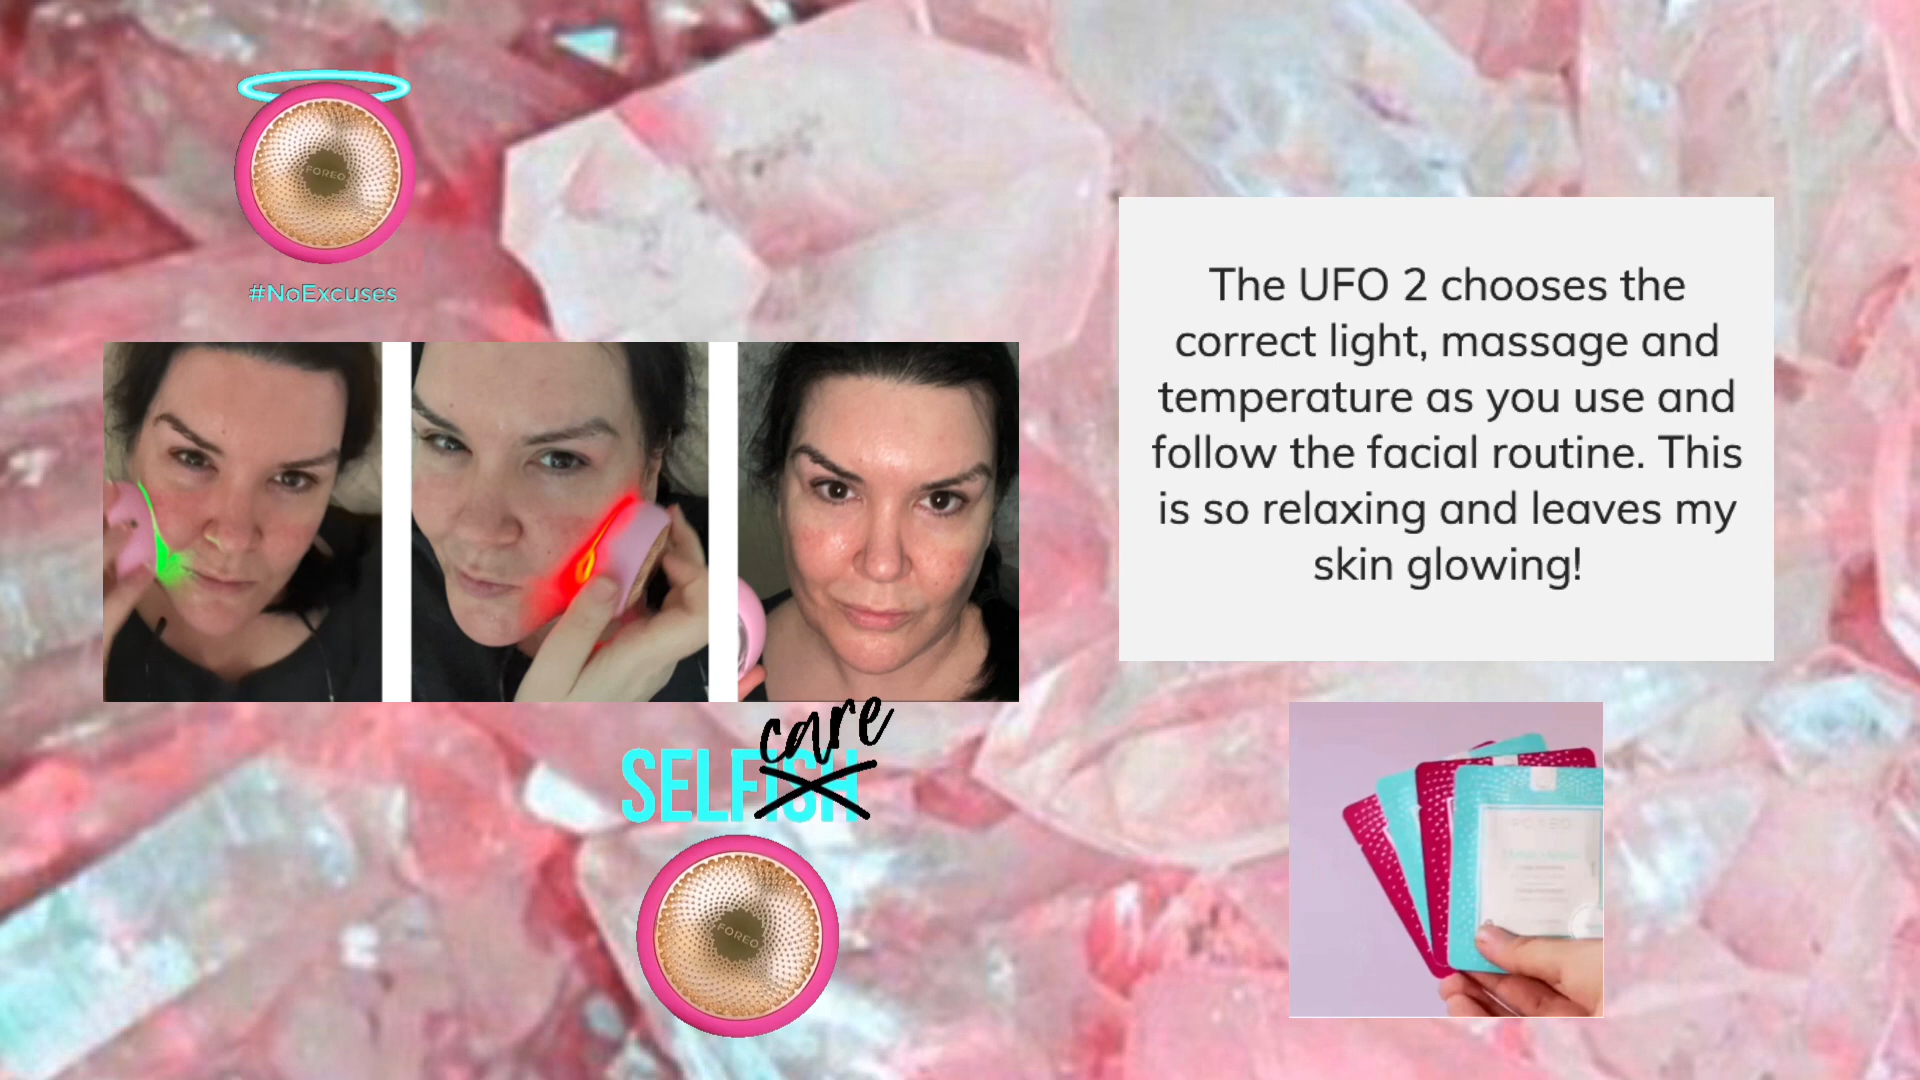 FOREO
#NoExcuses
The UFO 2 chooses the
correct light, massage and
temperature as you use and
follow the facial routine. This
is so relaxing and leaves my
skin glowing!
care
SELFISH
FOREO
FOREO